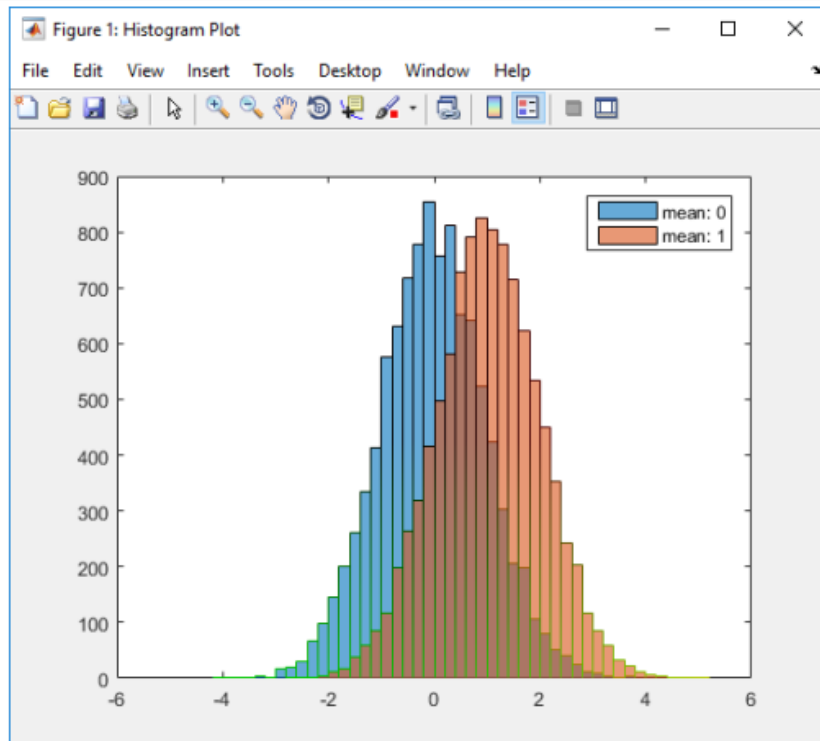 Figure 1: Histogram Plot
File Edit View Insert Tools Desktop Window Help
900
800
700
600
500
400
300
200
100
0
-6 -4 -2 0 2 4 6
mean: 0
mean: 1